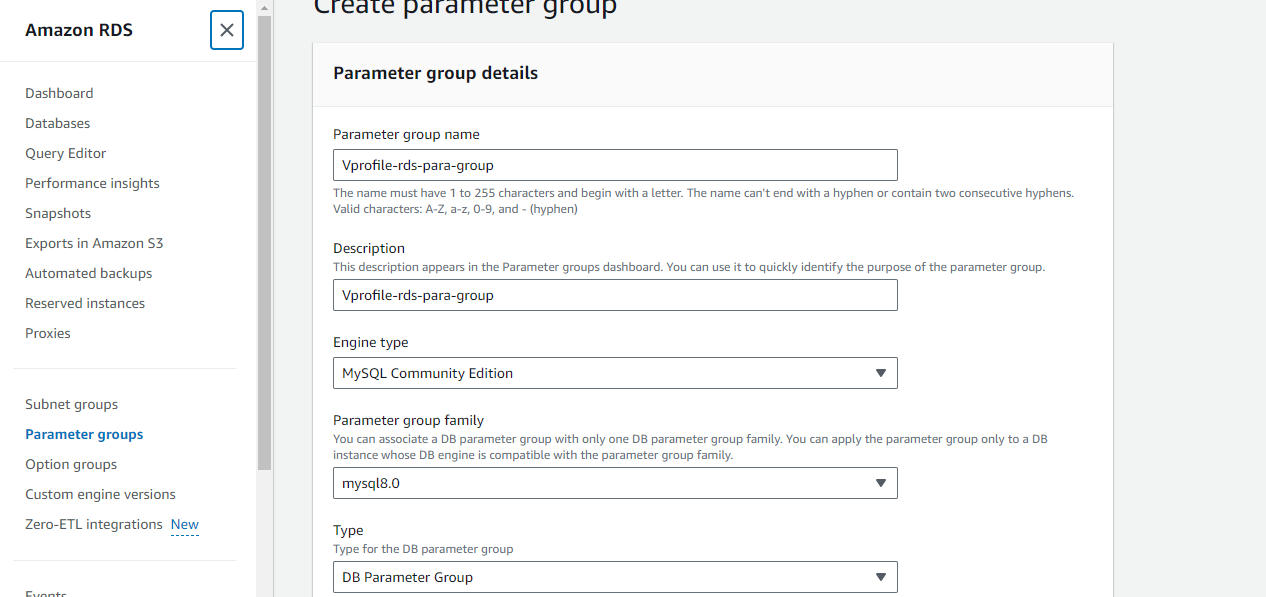 Amazon RDS
Dashboard
Databases
Query Editor
Performance insights
Snapshots
Exports in Amazon S3
Automated backups
Reserved instances
Proxies
Subnet groups
Parameter groups
Option groups
Custom engine versions
Zero-ETL integrations New
Events
Create parameter group
Parameter group details
Parameter group name
Vprofile-rds-para-group
The name must have 1 to 255 characters and begin with a letter. The name can't end with a hyphen or contain two consecutive hyphens.
Valid characters: A-Z, a-z, 0-9, and - (hyphen)
Description
This description appears in the Parameter groups dashboard. You can use it to quickly identify the purpose of the parameter group.
Vprofile-rds-para-group
Engine type
MySQL Community Edition
Parameter group family
You can associate a DB parameter group with only one DB parameter group family. You can apply the parameter group only to a DB
instance whose DB engine is compatible with the parameter group family.
mysql8.0
Type
Type for the DB parameter group
DB Parameter Group